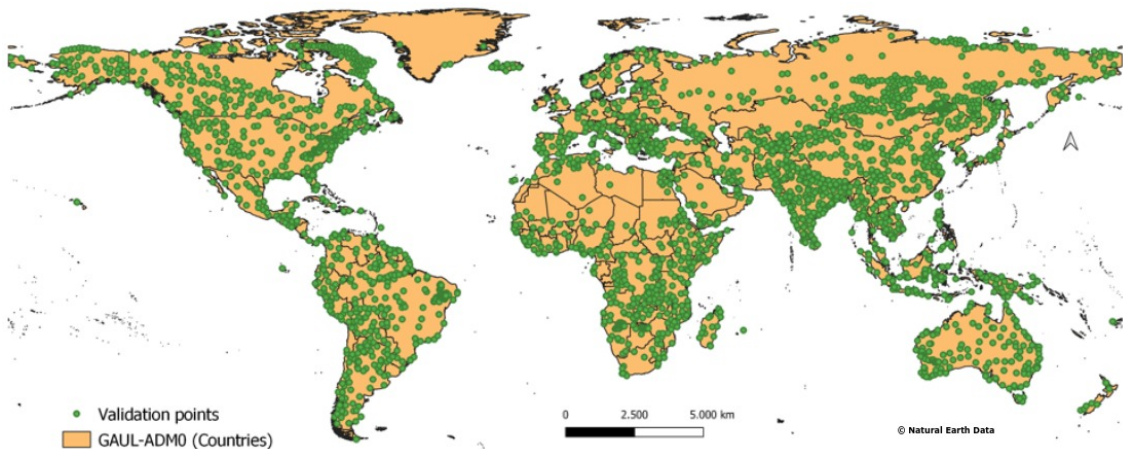 Validation points
GAUL-ADM0 (Countries)
0 2.500 5.000 km
© Natural Earth Data